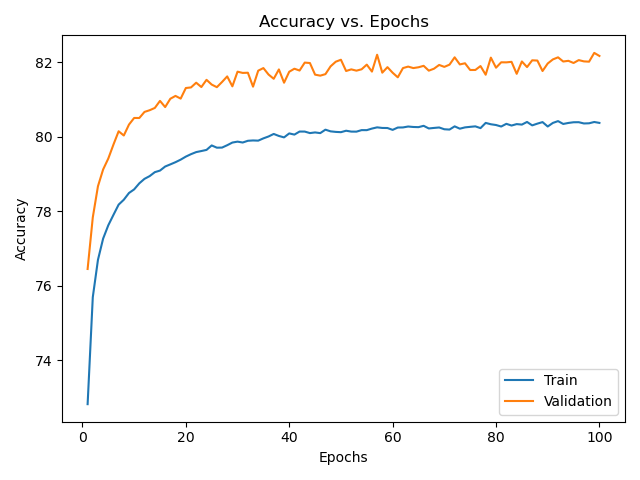 Accuracy vs. Epochs
82
80
78
76
74
Accuracy
0 20 40 60 80 100
Epochs
Train
Validation